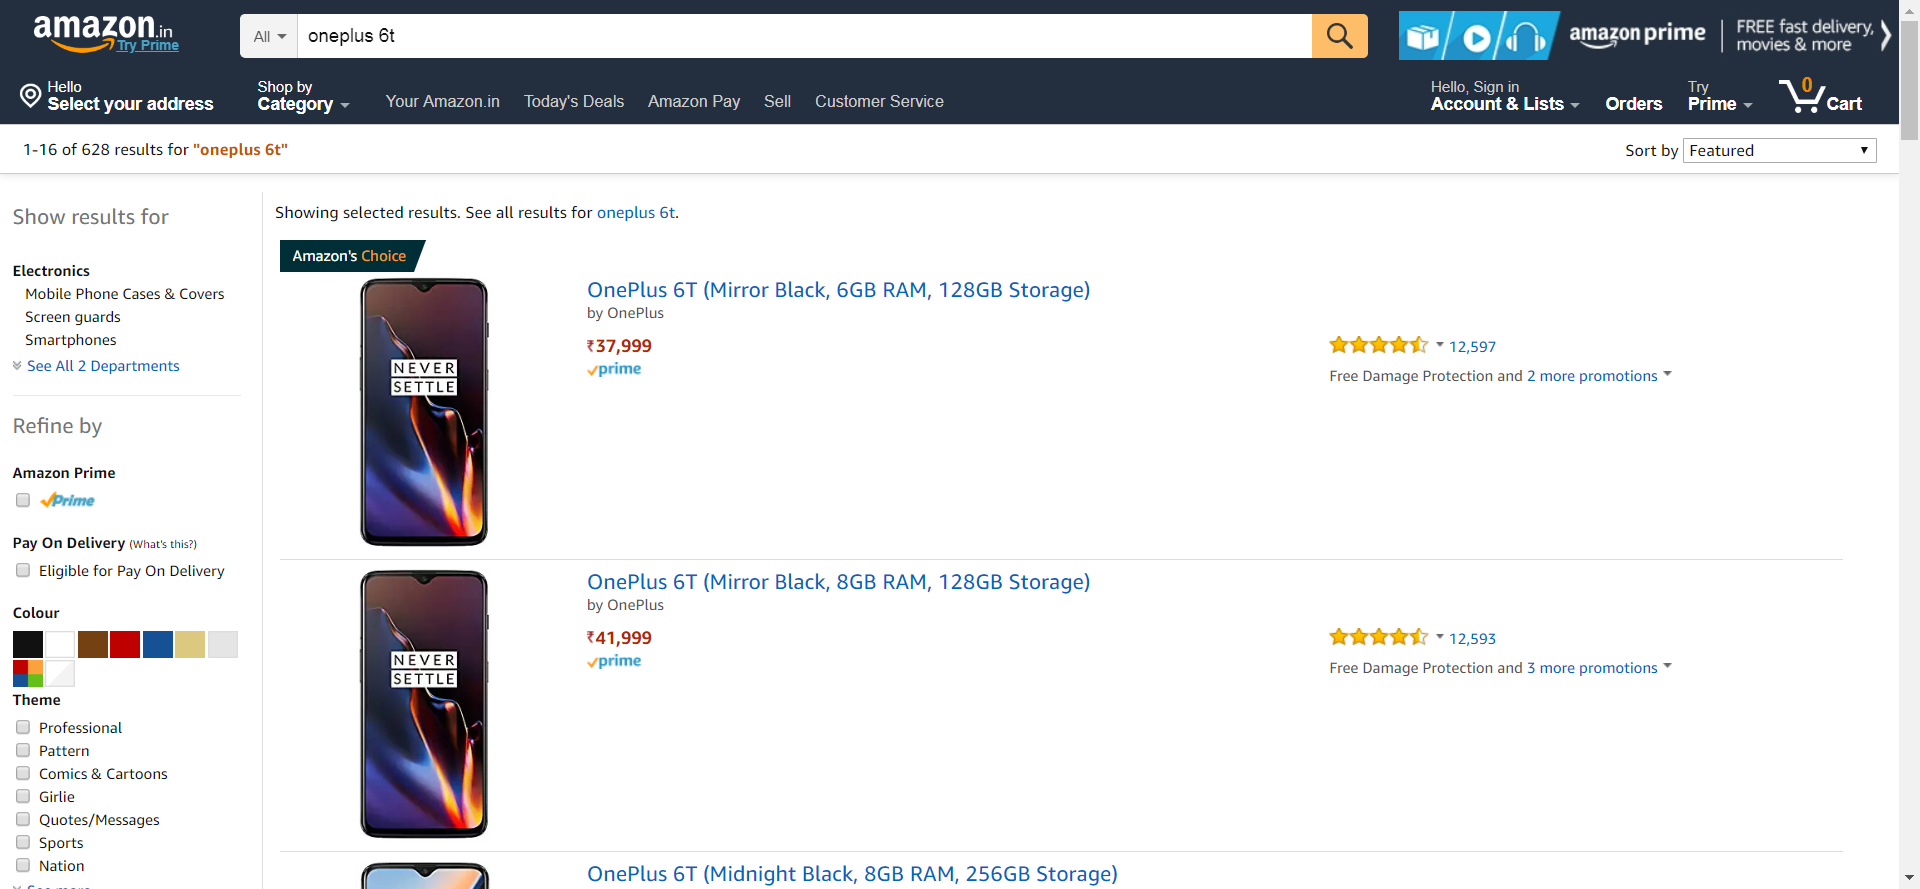 amazon.in
Try Prime
All
oneplus 6t
amazon prime
FREE fast delivery,
movies & more
Hello
Select your address
Shop by
Category
Your Amazon.in
Today's Deals
Amazon Pay
Sell
Customer Service
Hello, Sign in
Account & Lists
Orders
Try
Prime
0
Cart
1-16 of 628 results for "oneplus 6t"
Sort by
Featured
Show results for
Electronics
Mobile Phone Cases & Covers
Screen guards
Smartphones
See All 2 Departments
Refine by
Amazon Prime
Prime
Pay On Delivery (What's this?)
Eligible for Pay On Delivery
Colour
Theme
Professional
Pattern
Comics & Cartoons
Girlie
Quotes/Messages
Sports
Nation
See more
Showing selected results. See all results for oneplus 6t.
Amazon's Choice
NEVER
SETTLE
OnePlus 6T (Mirror Black, 6GB RAM, 128GB Storage)
by OnePlus
₹37,999
prime
12,597
Free Damage Protection and 2 more promotions
NEVER
SETTLE
OnePlus 6T (Mirror Black, 8GB RAM, 128GB Storage)
by OnePlus
₹41,999
prime
12,593
Free Damage Protection and 3 more promotions
OnePlus 6T (Midnight Black, 8GB RAM, 256GB Storage)